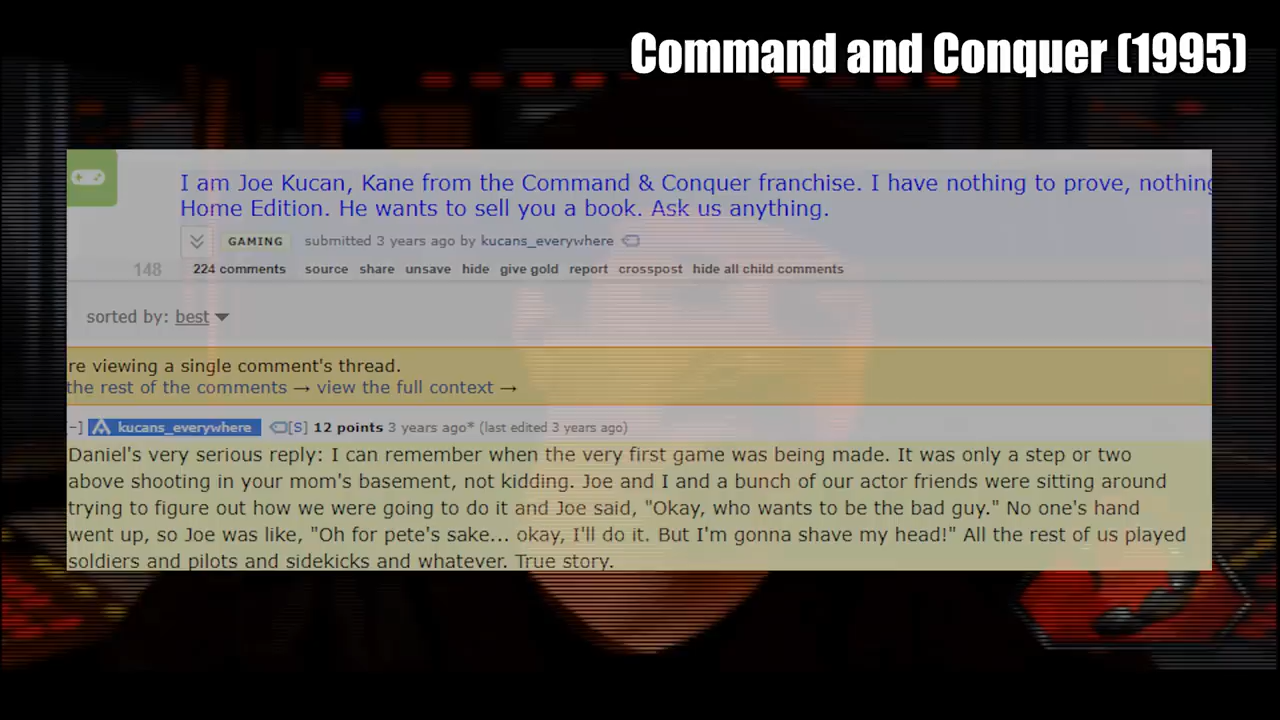 Command and Conquer (1995)
I am Joe Kucan, Kane from the Command & Conquer franchise. I have nothing to prove, nothing
Home Edition. He wants to sell you a book. Ask us anything.
GAMING submitted 3 years ago by kucans_everywhere
148 224 comments source share unsave hide give gold report crosspost hide all child comments
sorted by: best
re viewing a single comment's thread.
the rest of the comments → view the full context →
–] kucans_everywhere [S] 12 points 3 years ago* (last edited 3 years ago)
Daniel's very serious reply: I can remember when the very first game was being made. It was only a step or two
above shooting in your mom's basement, not kidding. Joe and I and a bunch of our actor friends were sitting around
trying to figure out how we were going to do it and Joe said, "Okay, who wants to be the bad guy." No one's hand
went up, so Joe was like, "Oh for pete's sake... okay, I'll do it. But I'm gonna shave my head!" All the rest of us played
soldiers and pilots and sidekicks and whatever. True story.